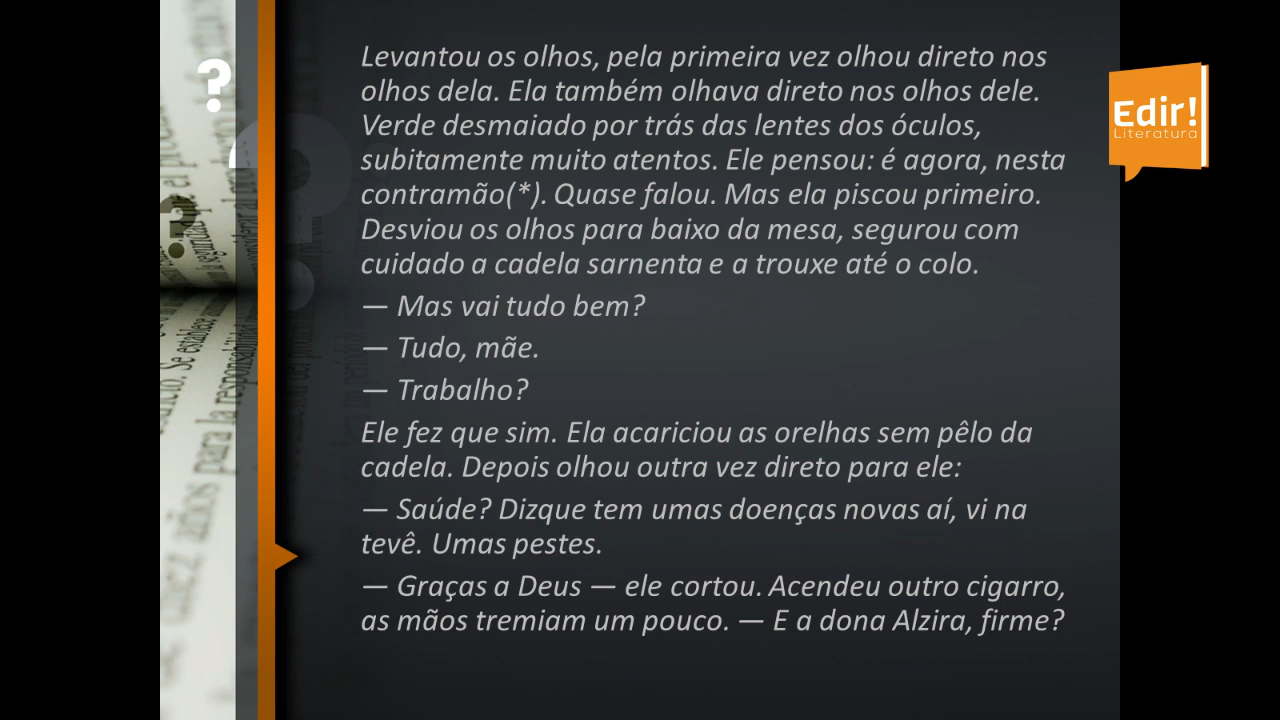 Levantou os olhos, pela primeira vez olhou direto nos
olhos dela. Ela também olhava direto nos olhos dele.
Verde desmaiado por trás das lentes dos óculos,
subitamente muito atentos. Ele pensou: é agora, nesta
contramão(*). Quase falou. Mas ela piscou primeiro.
Desviou os olhos para baixo da mesa, segurou com
cuidado a cadela sarnenta e a trouxe até o colo.
— Mas vai tudo bem?
— Tudo, mãe.
— Trabalho?
Ele fez que sim. Ela acariciou as orelhas sem pêlo da
cadela. Depois olhou outra vez direto para ele:
— Saúde? Dizque tem umas doenças novas aí, vi na
tevê. Umas pestes.
— Graças a Deus — ele cortou. Acendeu outro cigarro,
as mãos tremiam um pouco. — E a dona Alzira, firme?
Edir!
Literatura
?
?
Se establece
años para la